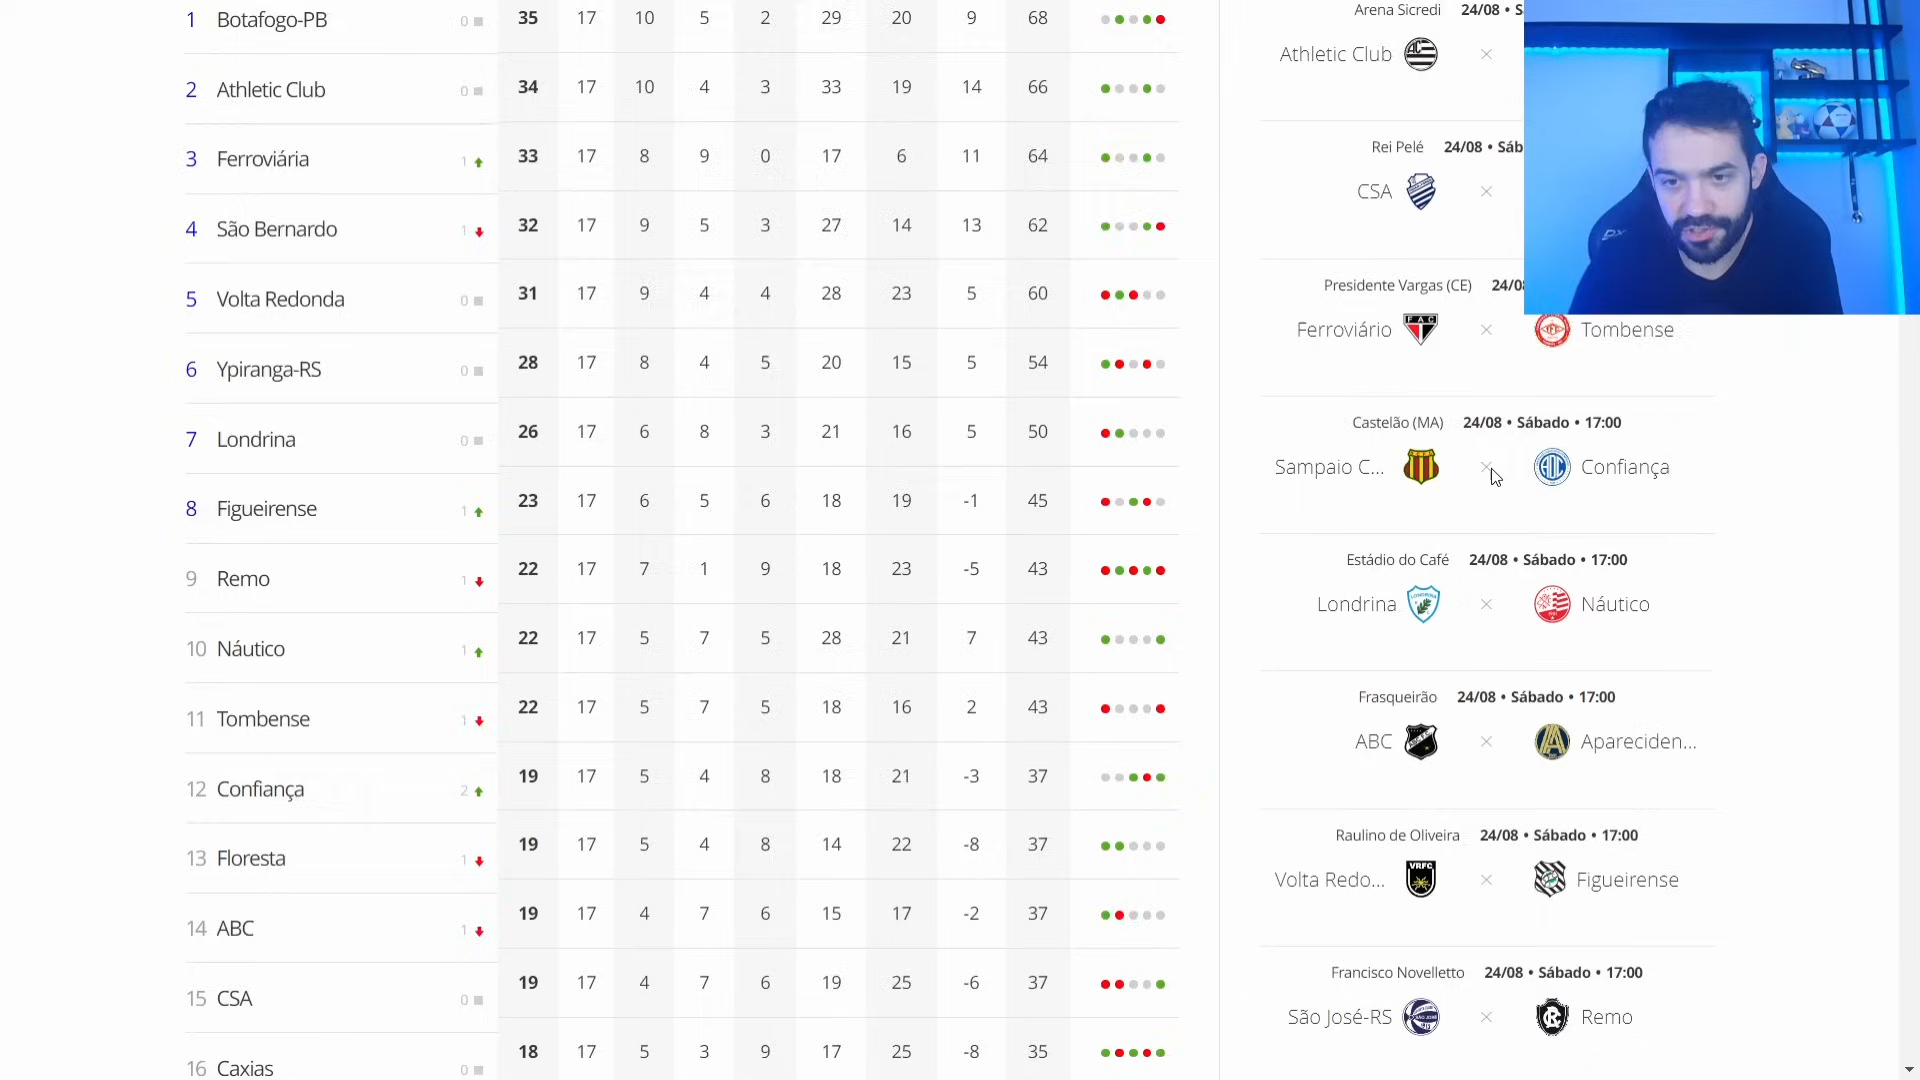 1 Botafogo-PB 0 35 17 10 5 2 29 20 9 68
2 Athletic Club 0 34 17 10 4 3 33 19 14 66
3 Ferroviária 1 33 17 8 9 0 17 6 11 64
4 São Bernardo 1 32 17 9 5 3 27 14 13 62
5 Volta Redonda 0 31 17 9 4 4 28 23 5 60
6 Ypiranga-RS 0 28 17 8 4 5 20 15 5 54
7 Londrina 0 26 17 6 8 3 21 16 5 50
8 Figueirense 1 23 17 6 5 6 18 19 -1 45
9 Remo 1 22 17 7 1 9 18 23 -5 43
10 Náutico 1 22 17 5 7 5 28 21 7 43
11 Tombense 1 22 17 5 7 5 18 16 2 43
12 Confiança 2 19 17 5 4 8 18 21 -3 37
13 Floresta 1 19 17 5 4 8 14 22 -8 37
14 ABC 1 19 17 4 7 6 15 17 -2 37
15 CSA 0 19 17 4 7 6 19 25 -6 37
16 Caxias 0 18 17 5 3 9 17 25 -8 35
Arena Sicredi 24/08 •
Athletic Club
Rei Pelé 24/08 • Sáb
CSA
Presidente Vargas (CE) 24/0
Ferroviário FAC × Tombense
Castelão (MA) 24/08 • Sábado • 17:00
Sampaio C... × ADC Confiança
Estádio do Café 24/08 • Sábado • 17:00
Londrina × Náutico
Frasqueirão 24/08 • Sábado • 17:00
ABC × Apareciden...
Raulino de Oliveira 24/08 • Sábado • 17:00
Volta Redo... VRFC × Figueirense
Francisco Novelletto 24/08 • Sábado • 17:00
São José-RS × Remo